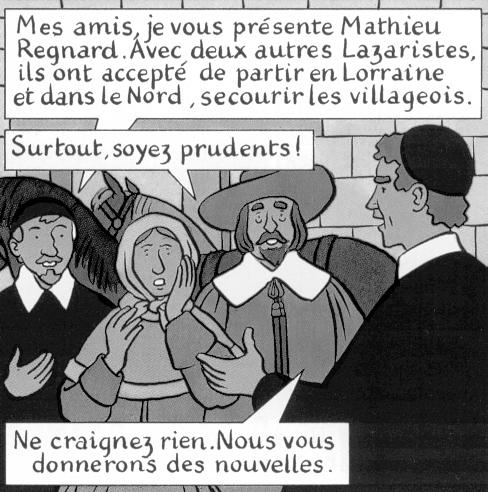 Mes amis, je vous présente Mathieu
Regnard. Avec deux autres Lazaristes,
ils ont accepté de partir en Lorraine
et dans le Nord, secourir les villageois.
Surtout, soyez prudents!
Ne craignez rien. Nous vous
donnerons des nouvelles.